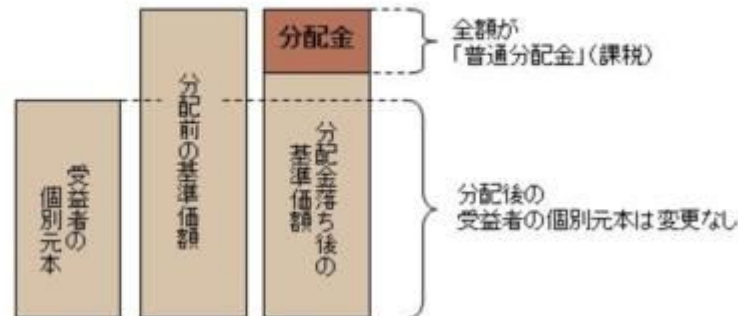 受益者の
個別元本
分配前の基準価額
分配金
分配金落ち後の
基準価額
全額が
「普通分配金」(課税)
分配後の
受益者の個別元本は変更なし